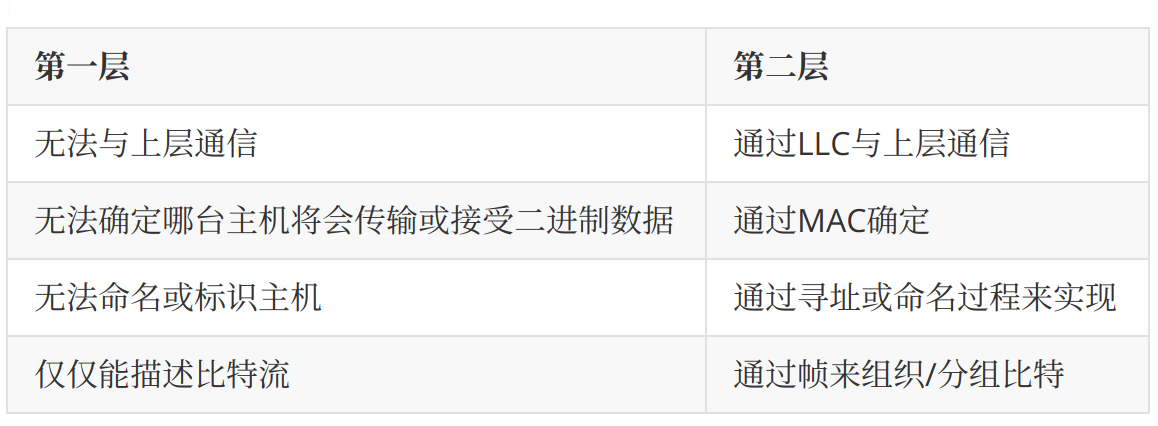 第一层 第二层
无法与上层通信 通过LLC与上层通信
无法确定哪台主机将会传输或接受二进制数据 通过MAC确定
无法命名或标识主机 通过寻址或命名过程来实现
仅仅能描述比特流 通过帧来组织/分组比特